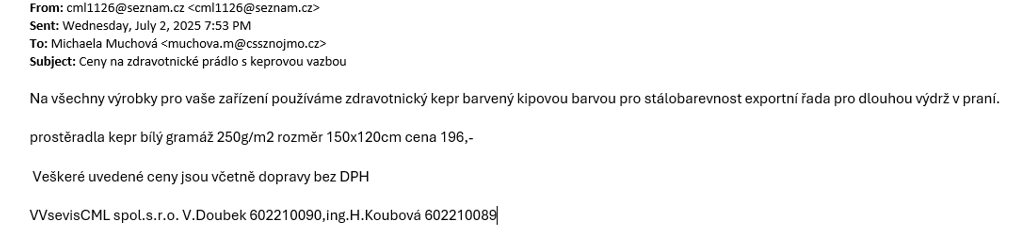 From: cml1126@seznam.cz <cml1126@seznam.cz>
Sent: Wednesday, July 2, 2025 7:53 PM
To: Michaela Muchová <muchova.m@cssznojmo.cz>
Subject: Ceny na zdravotnické prádlo s keprovou vazbou
Na všechny výrobky pro vaše zařízení používáme zdravotnický kepr barvený kipovou barvou pro stálobarevnost exportní řada pro dlouhou výdrž v praní.
prostěradla kepr bílý gramáž 250g/m2 rozměr 150x120cm cena 196,-
Veškeré uvedené ceny jsou včetně dopravy bez DPH
VVsevisCML spol.s.r.o. V.Doubek 602210090,ing.H.Koubová 602210089